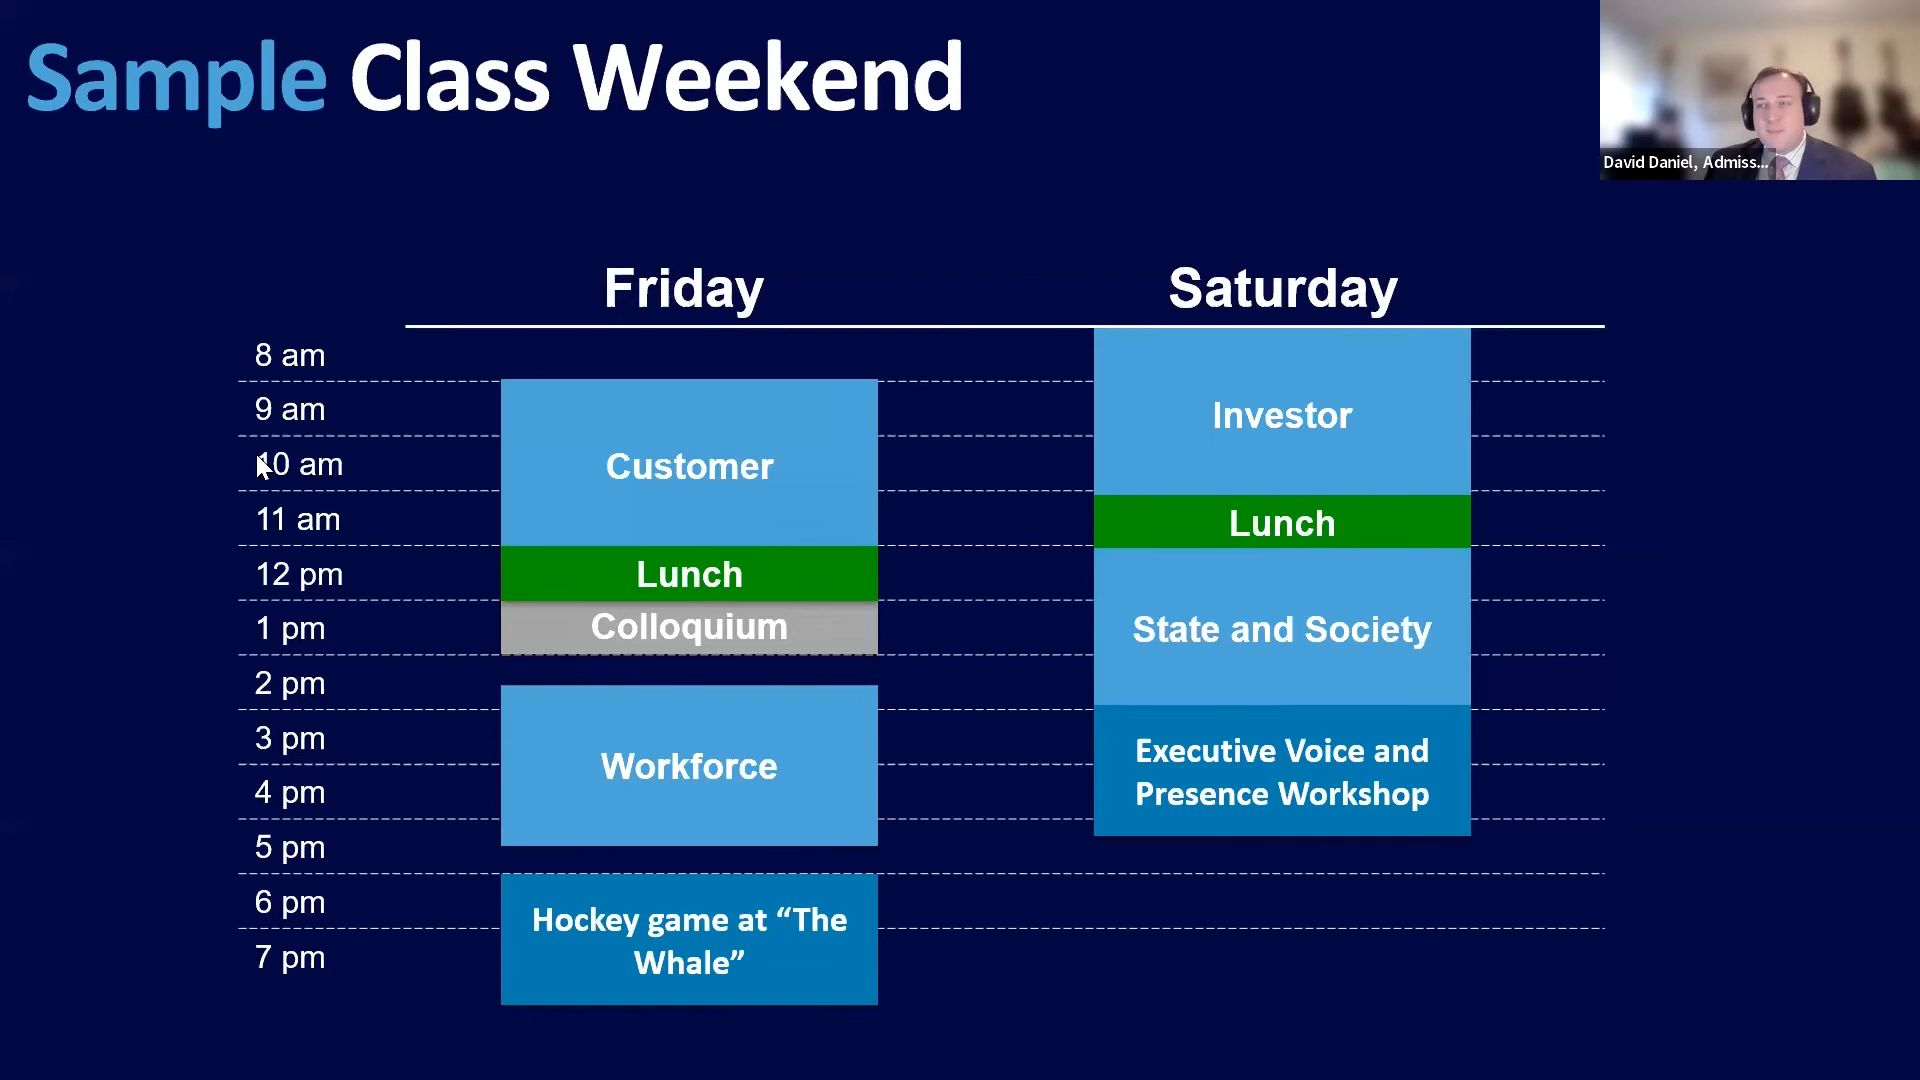 Sample Class Weekend
David Daniel, Admiss...
Friday Saturday
8 am
9 am
10 am
11 am
12 pm
1 pm
2 pm
3 pm
4 pm
5 pm
6 pm
7 pm
Customer
Lunch
Colloquium
Workforce
Hockey game at “The
Whale”
Investor
Lunch
State and Society
Executive Voice and
Presence Workshop